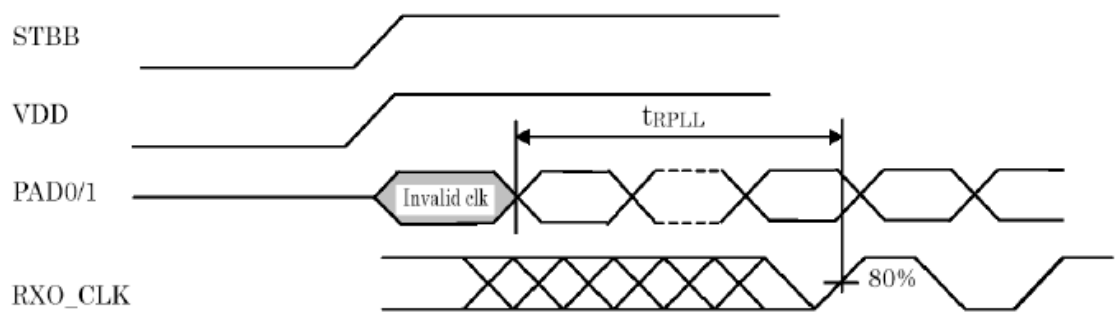 STBB
VDD
tRPLL
PAD0/1
Invalid clk
RXO_CLK
80%